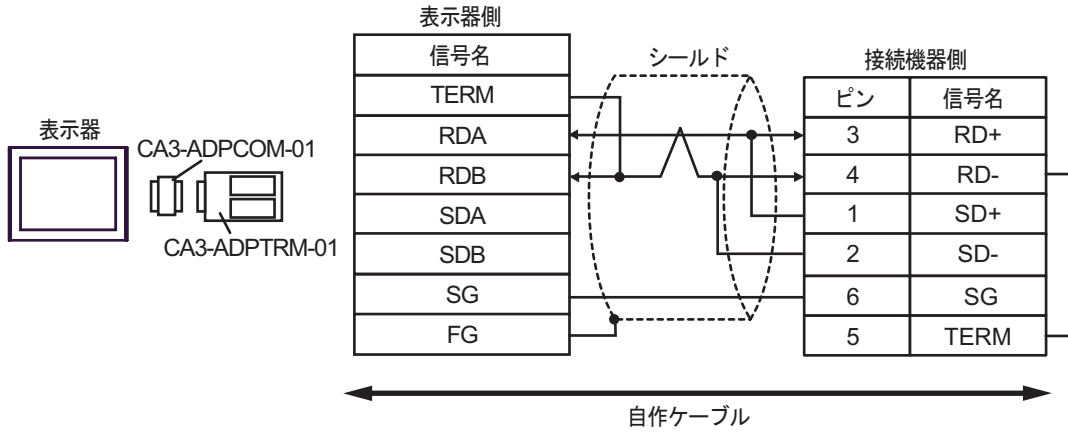 表示器
CA3-ADPCOM-01
CA3-ADPTRM-01
表示器側
信号名
TERM
RDA
RDB
SDA
SDB
SG
FG
シールド
接続機器側
ピン 信号名
3 RD+
4 RD-
1 SD+
2 SD-
6 SG
5 TERM
自作ケーブル